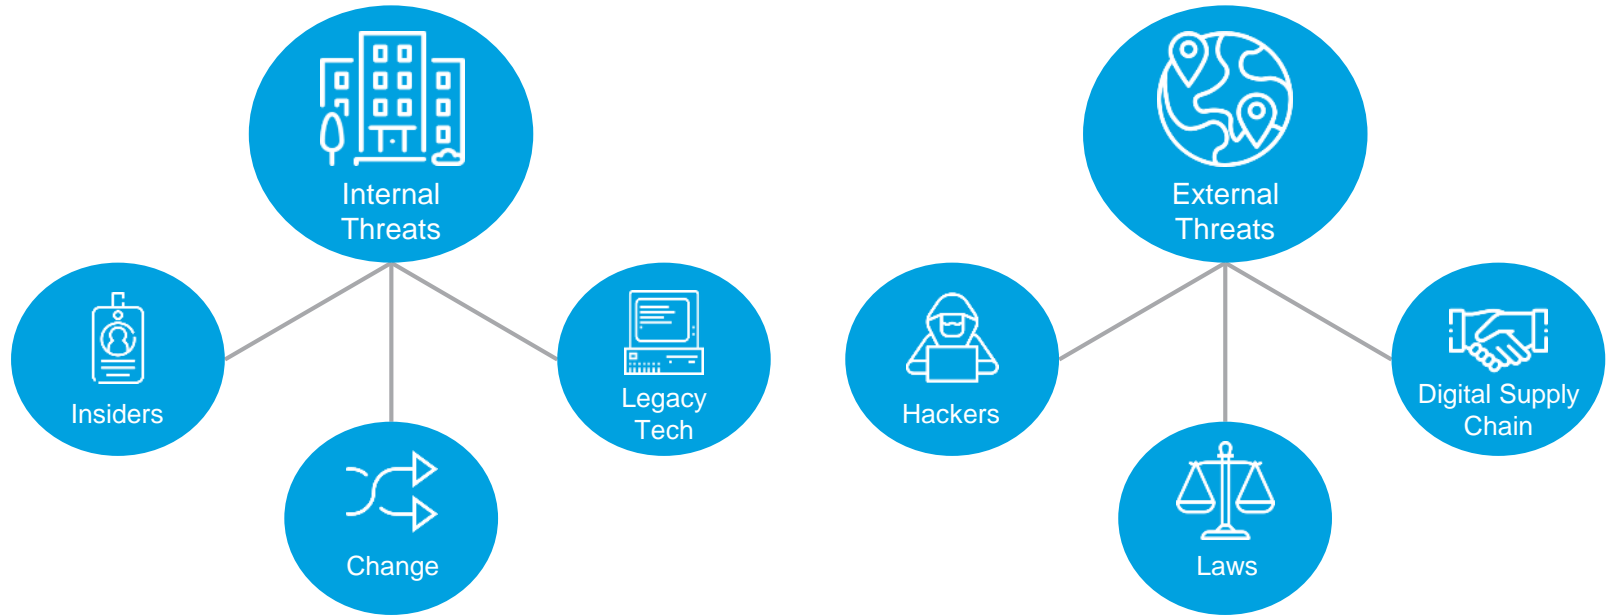 Internal
Threats
External
Threats
Insiders
Legacy
Tech
Change
Hackers
Digital Supply
Chain
Laws